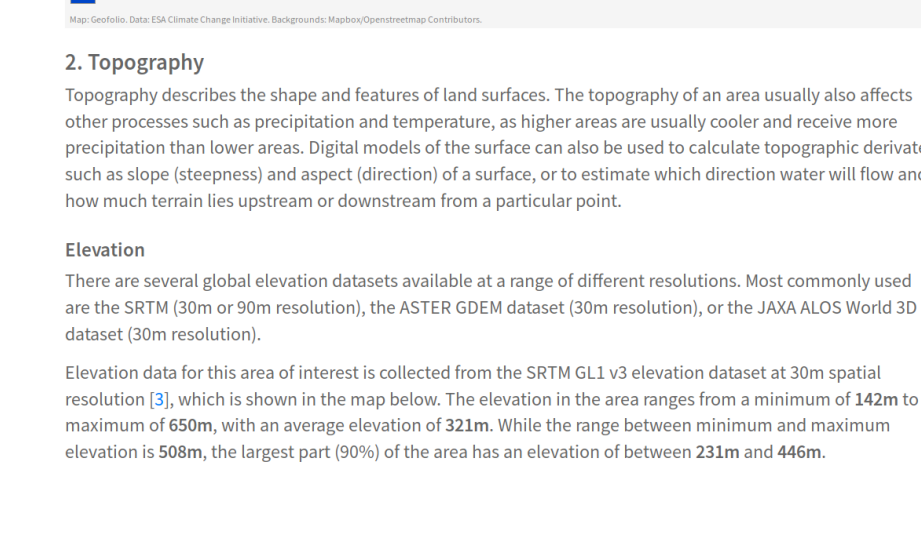 Map: Geofolio. Data: ESA Climate Change Initiative. Backgrounds: Mapbox/Openstreetmap Contributors.
2. Topography
Topography describes the shape and features of land surfaces. The topography of an area usually also affects
other processes such as precipitation and temperature, as higher areas are usually cooler and receive more
precipitation than lower areas. Digital models of the surface can also be used to calculate topographic derivate
such as slope (steepness) and aspect (direction) of a surface, or to estimate which direction water will flow and
how much terrain lies upstream or downstream from a particular point.
Elevation
There are several global elevation datasets available at a range of different resolutions. Most commonly used
are the SRTM (30m or 90m resolution), the ASTER GDEM dataset (30m resolution), or the JAXA ALOS World 3D
dataset (30m resolution).
Elevation data for this area of interest is collected from the SRTM GL1 v3 elevation dataset at 30m spatial
resolution [3], which is shown in the map below. The elevation in the area ranges from a minimum of 142m to
maximum of 650m, with an average elevation of 321m. While the range between minimum and maximum
elevation is 508m, the largest part (90%) of the area has an elevation of between 231m and 446m.